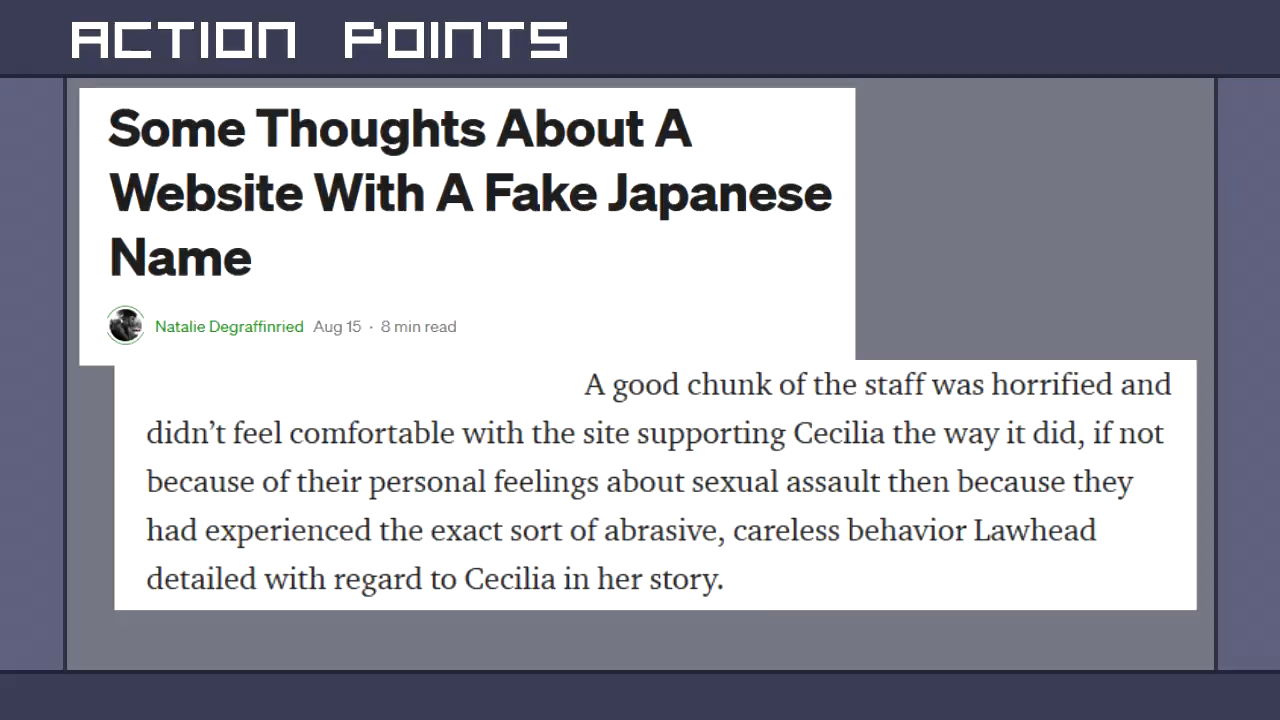 ACTION POINTS
Some Thoughts About A
Website With A Fake Japanese
Name
Natalie Degraffinried Aug 15 · 8 min read
A good chunk of the staff was horrified and
didn’t feel comfortable with the site supporting Cecilia the way it did, if not
because of their personal feelings about sexual assault then because they
had experienced the exact sort of abrasive, careless behavior Lawhead
detailed with regard to Cecilia in her story.